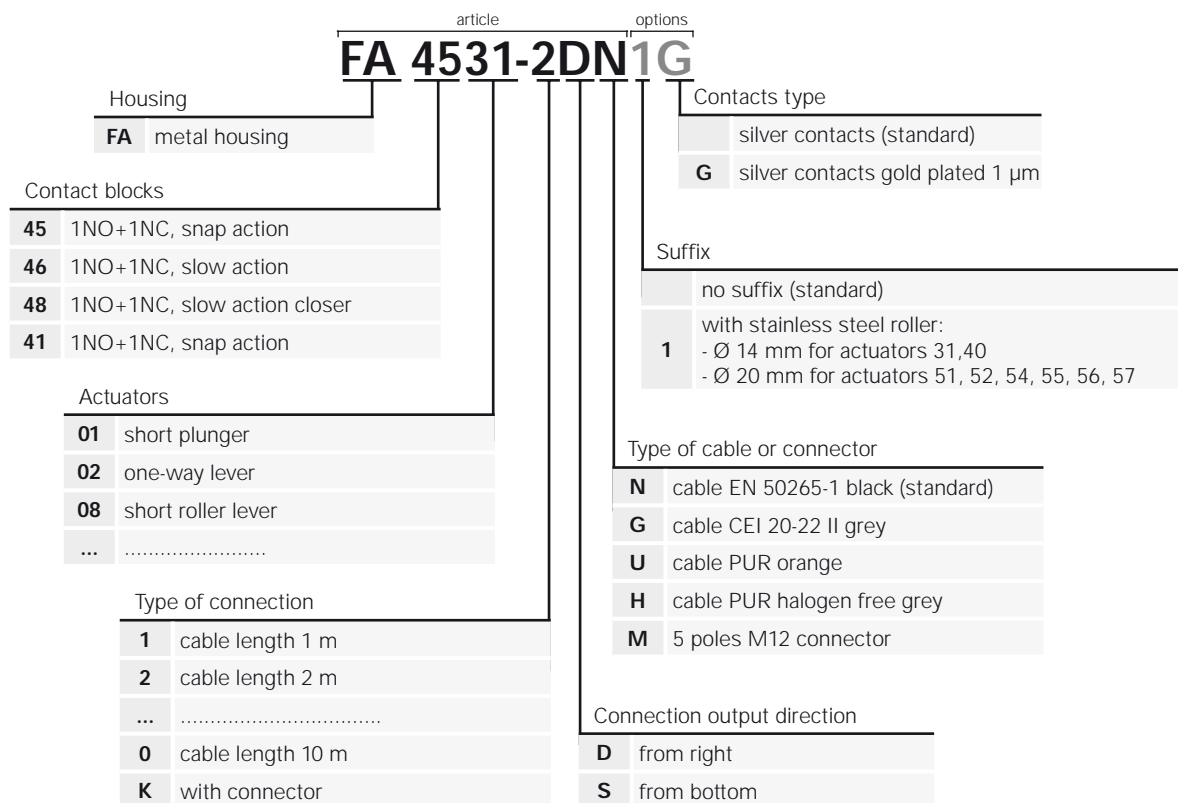 article options
FA 4531-2DN1G
Housing
FA metal housing
Contact blocks
45 1NO+1NC, snap action
46 1NO+1NC, slow action
48 1NO+1NC, slow action closer
41 1NO+1NC, snap action
Actuators
01 short plunger
02 one-way lever
08 short roller lever
... ........................
Type of connection
1 cable length 1 m
2 cable length 2 m
... ..................................
0 cable length 10 m
K with connector
Contacts type
silver contacts (standard)
G silver contacts gold plated 1 µm
Suffix
no suffix (standard)
1 with stainless steel roller:
- Ø 14 mm for actuators 31,40
- Ø 20 mm for actuators 51, 52, 54, 55, 56, 57
Type of cable or connector
N cable EN 50265-1 black (standard)
G cable CEI 20-22 II grey
U cable PUR orange
H cable PUR halogen free grey
M 5 poles M12 connector
Connection output direction
D from right
S from bottom